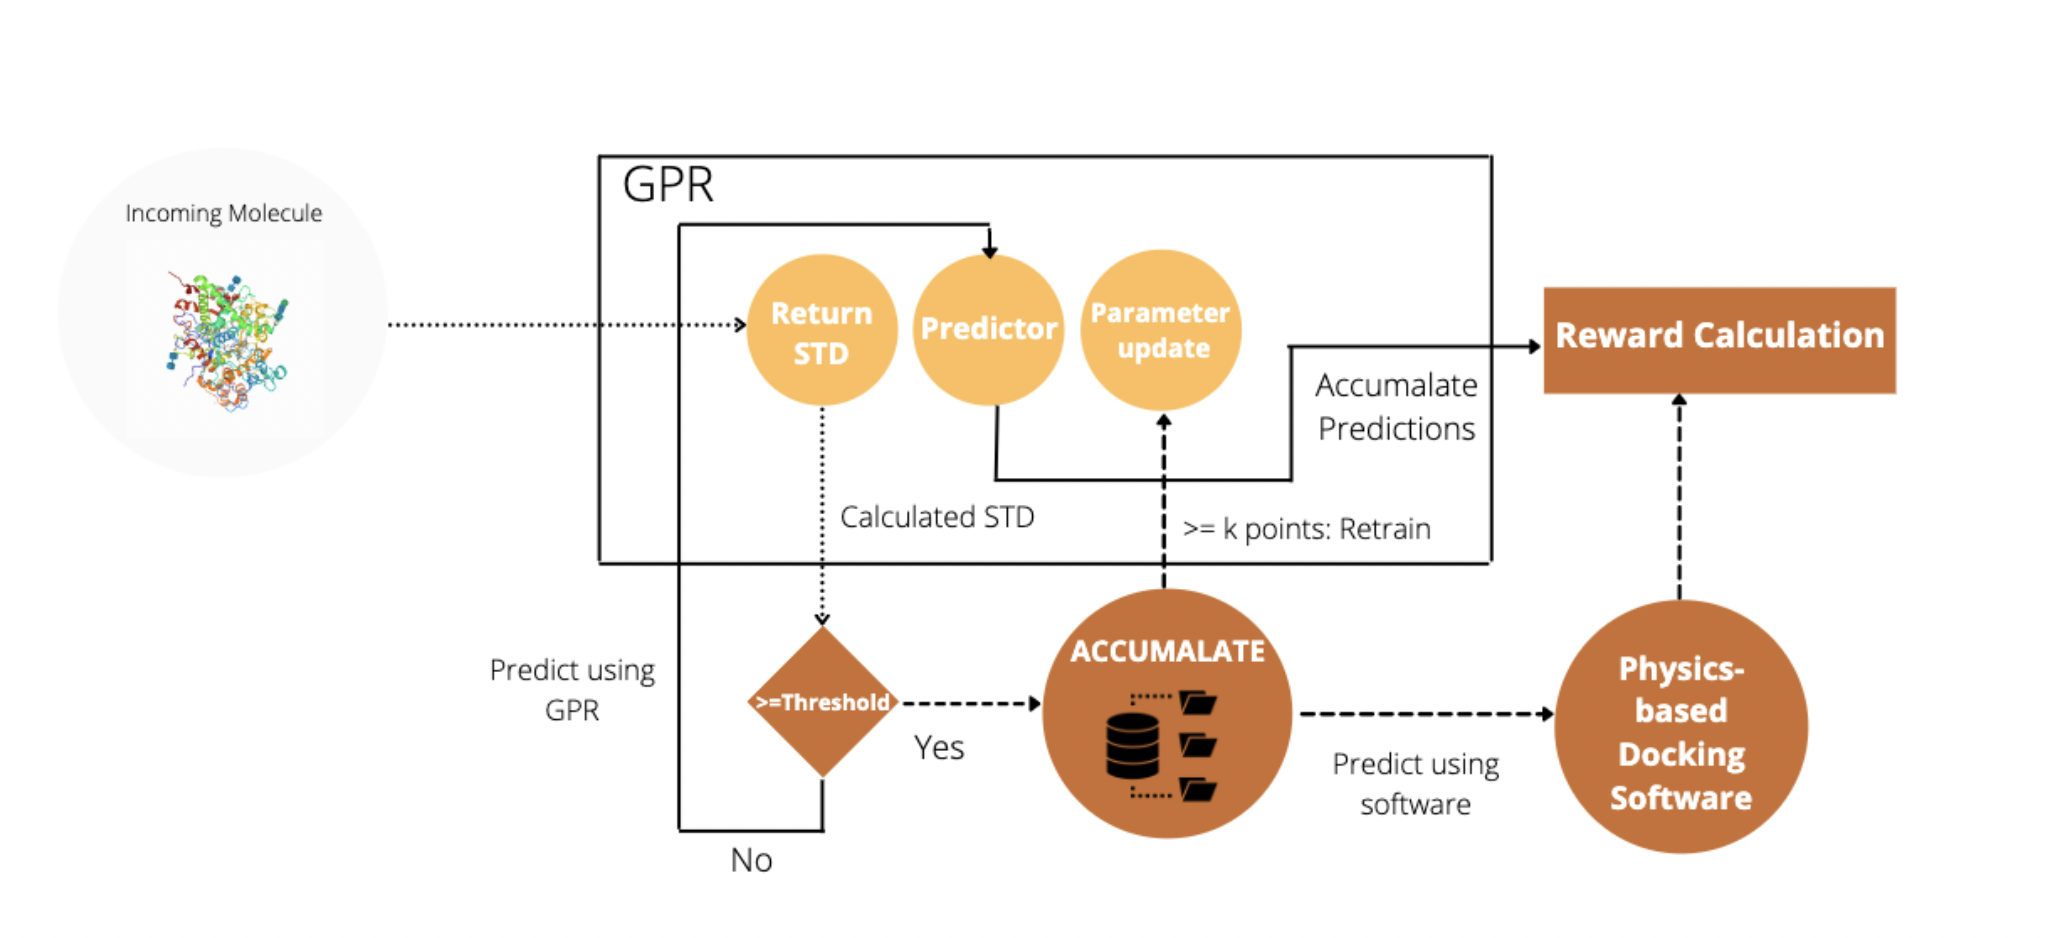 GPR
Incoming Molecule
Return
STD
Predictor
Parameter
update
Reward Calculation
Accumalate
Predictions
Calculated STD
>= k points: Retrain
Predict using
GPR
>=Threshold
Yes
No
ACCUMALATE
Predict using
software
Physics-
based
Docking
Software